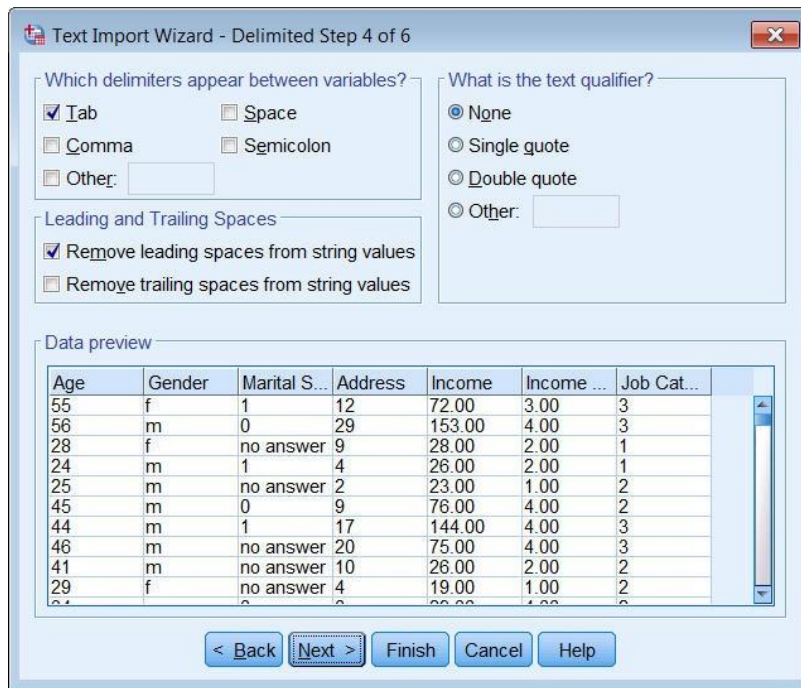 Text Import Wizard - Delimited Step 4 of 6
Which delimiters appear between variables?
Tab
Space
Comma
Semicolon
Other:
Leading and Trailing Spaces
Remove leading spaces from string values
Remove trailing spaces from string values
What is the text qualifier?
None
Single quote
Double quote
Other:
Data preview
Age Gender Marital S... Address Income Income ... Job Cat...
55 f 1 12 72.00 3.00 3
56 m 0 29 153.00 4.00 3
28 f no answer 9 28.00 2.00 1
24 m 1 4 26.00 2.00 1
25 m no answer 2 23.00 1.00 2
45 m 0 9 76.00 4.00 2
44 m 1 17 144.00 4.00 3
46 m no answer 20 75.00 4.00 3
41 m no answer 10 26.00 2.00 2
29 f no answer 4 19.00 1.00 2
< Back Next > Finish Cancel Help